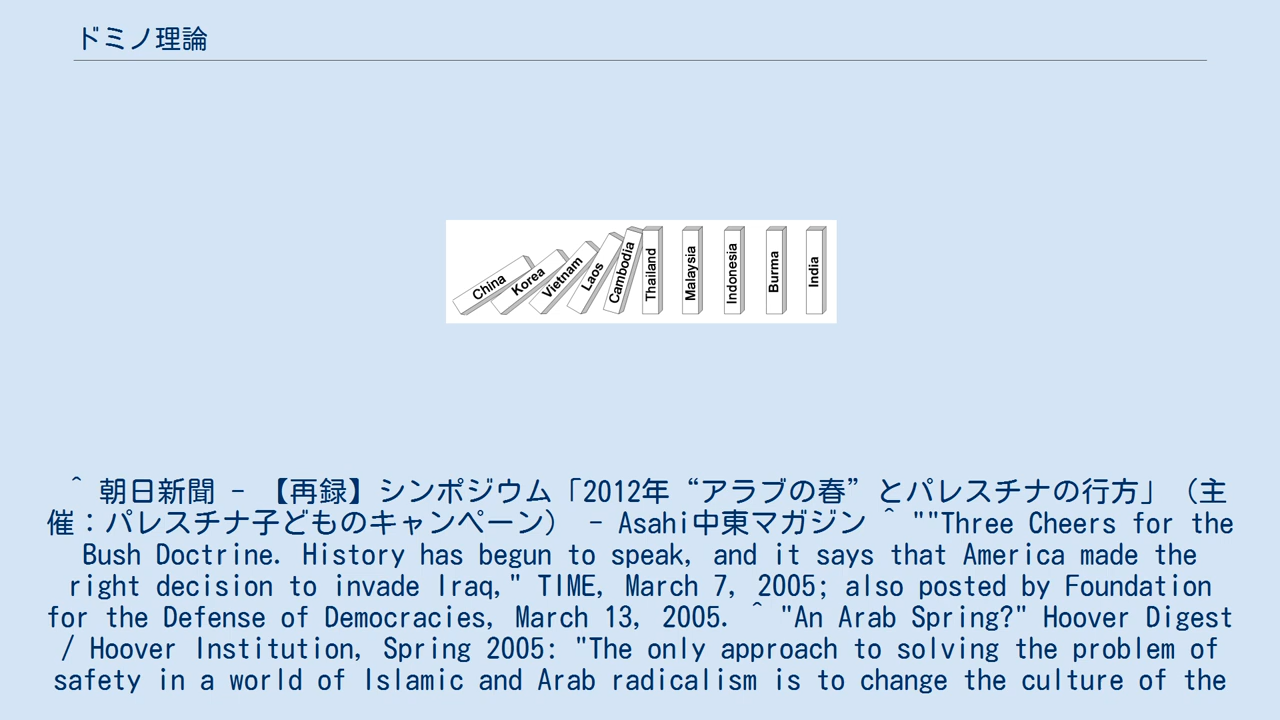 ドミノ理論
China
Korea
Vietnam
Laos
Cambodia
Thailand
Malaysia
Indonesia
Burma
India
^ 朝日新聞 - 【再録】シンポジウム「2012年“アラブの春”とパレスチナの行方」（主
催：パレスチナ子どものキャンペーン） - Asahi中東マガジン ^ ""Three Cheers for the
Bush Doctrine. History has begun to speak, and it says that America made the
right decision to invade Iraq," TIME, March 7, 2005; also posted by Foundation
for the Defense of Democracies, March 13, 2005. ^ "An Arab Spring?" Hoover Digest
/ Hoover Institution, Spring 2005: "The only approach to solving the problem of
safety in a world of Islamic and Arab radicalism is to change the culture of the